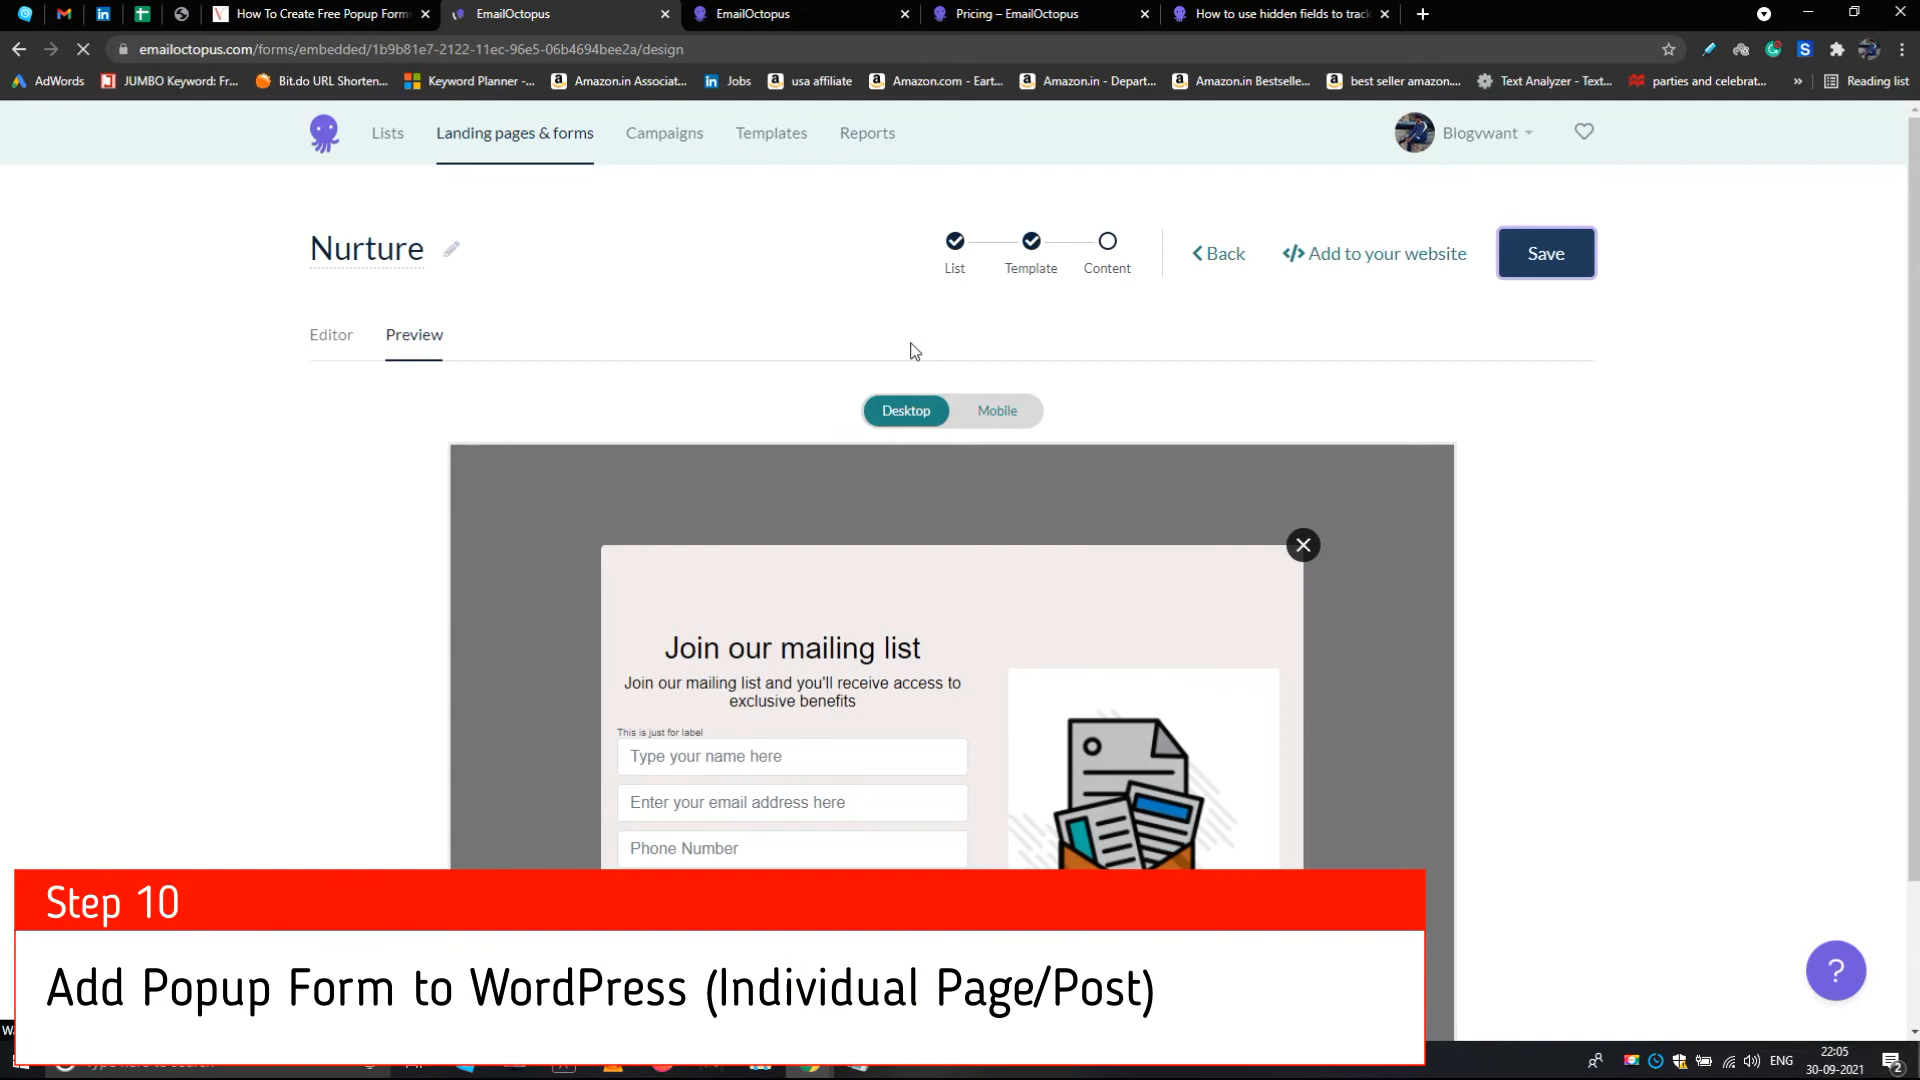 How To Create Free Popup Forms
EmailOctopus
EmailOctopus
Pricing – EmailOctopus
How to use hidden fields to track
emailoctopus.com/forms/embedded/1b9b81e7-2122-11ec-96e5-06b4694bee2a/design
AdWords
JUMBO Keyword: Fr...
Bit.do URL Shorten...
Keyword Planner -...
Amazon.in Associat...
Jobs
usa affiliate
Amazon.com - Eart...
Amazon.in - Depart...
Amazon.in Bestselle...
best seller amazon....
Text Analyzer - Text...
parties and celebrat...
»
Reading list
Lists
Landing pages & forms
Campaigns
Templates
Reports
Blogvwant
Nurture
List
Template
Content
Back
</> Add to your website
Save
Editor
Preview
Desktop
Mobile
Join our mailing list
Join our mailing list and you'll receive access to
exclusive benefits
This is just for label
Type your name here
Enter your email address here
Phone Number
Step 10
Add Popup Form to WordPress (Individual Page/Post)
?
ENG
22:05
30-09-2021
2